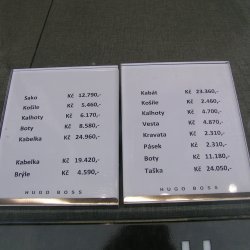 Sako Kč 12.790,-
Košile Kč 5.460,-
Kalhoty Kč 6.170,-
Boty Kč 8.580,-
Kabelka Kč 24.960,-
Kabelka Kč 19.420,-
Brýle Kč 4.590,-
HUGO BOSS
Kabát Kč 23.360,-
Košile Kč 2.460,-
Kalhoty Kč 4.700,-
Vesta Kč 4.870,-
Kravata Kč 2.310,-
Pásek Kč 2.310,-
Boty Kč 11.180,-
Taška Kč 24.050,-
HUGO BOSS